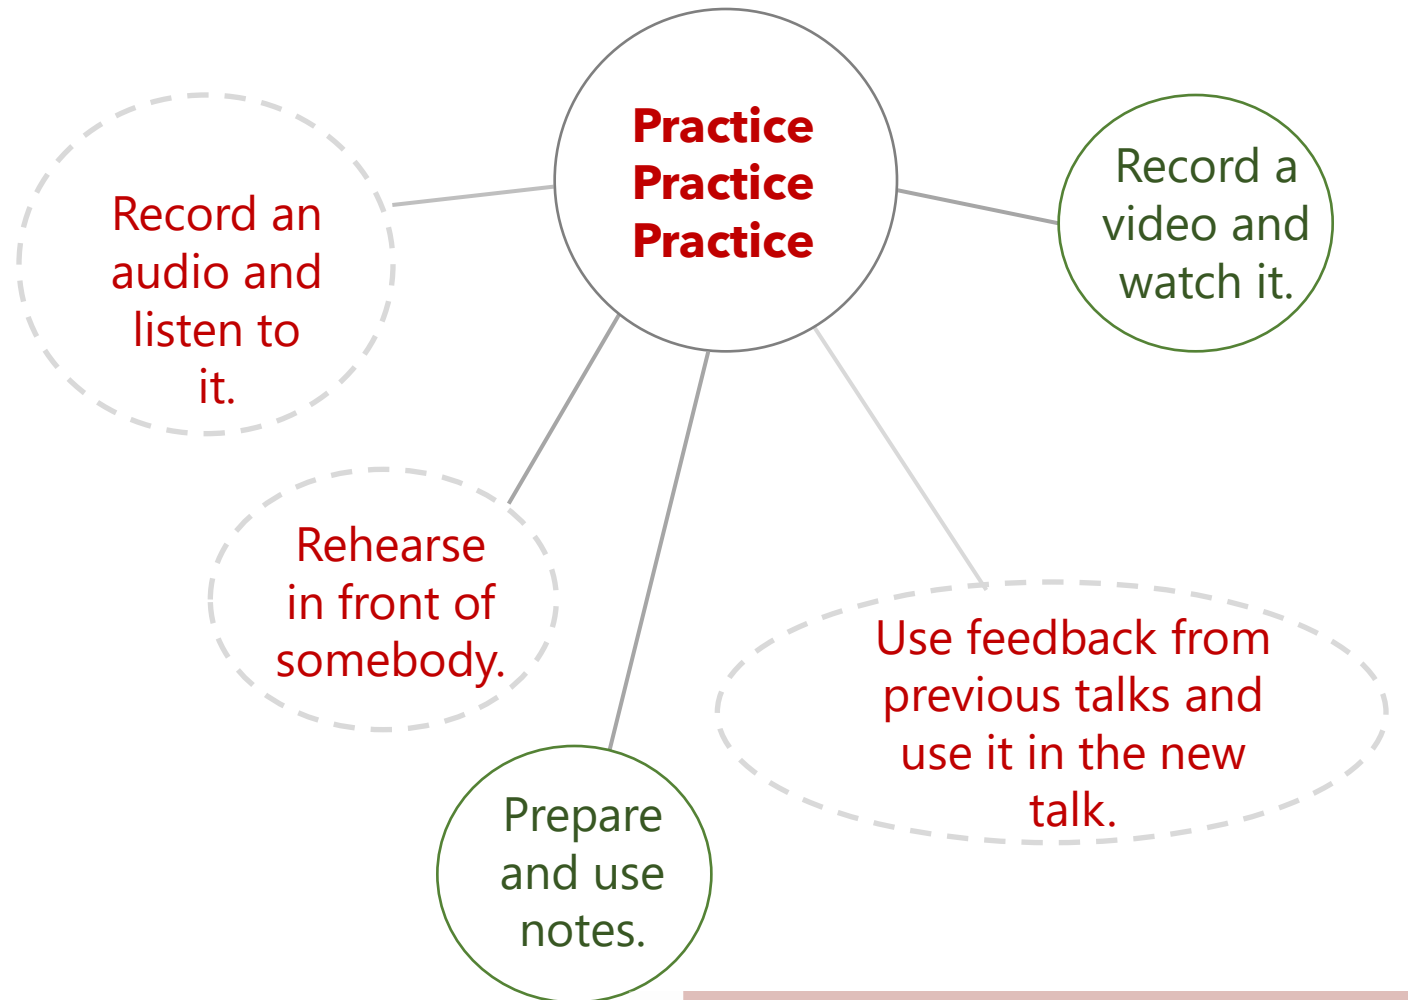 Practice
Practice
Practice
Record an
audio and
listen to
it.
Record a
video and
watch it.
Rehearse
in front of
somebody.
Use feedback from
previous talks and
use it in the new
talk.
Prepare
and use
notes.